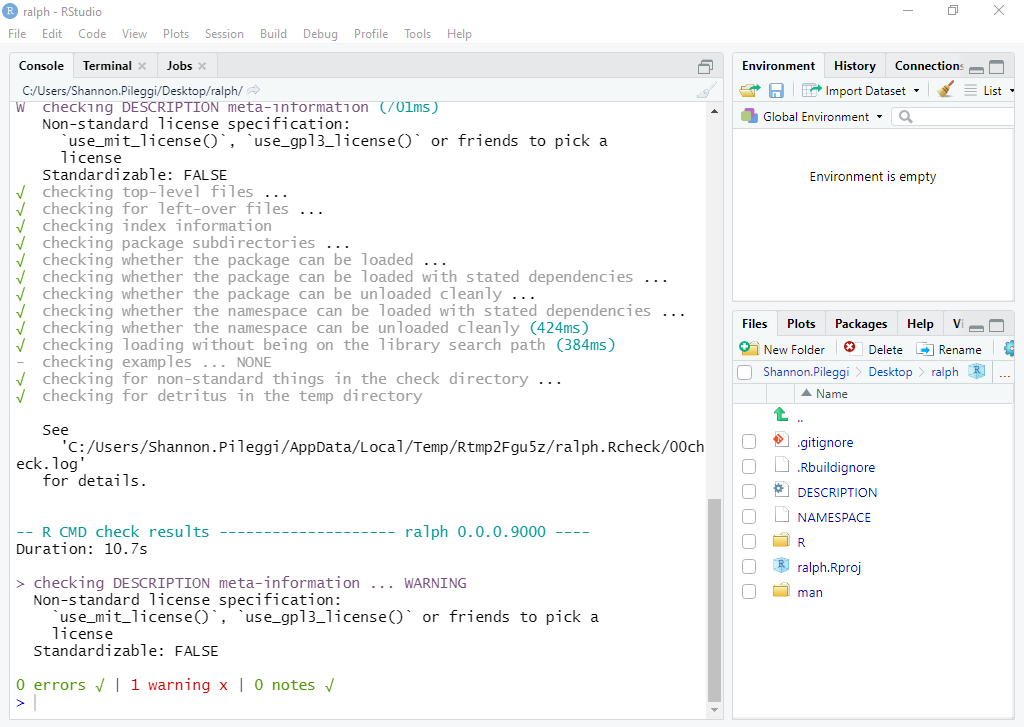 ralph - RStudio
File Edit Code View Plots Session Build Debug Profile Tools Help
Console Terminal Jobs
C:/Users/Shannon.Pileggi/Desktop/ralph/
W checking DESCRIPTION meta-information (701ms)
Non-standard license specification:
`use_mit_license()`, `use_gpl3_license()` or friends to pick a
license
Standardizable: FALSE
√ checking top-level files ...
√ checking for left-over files ...
√ checking index information
√ checking package subdirectories ...
√ checking whether the package can be loaded ...
√ checking whether the package can be loaded with stated dependencies ...
√ checking whether the package can be unloaded cleanly ...
√ checking whether the namespace can be loaded with stated dependencies ...
√ checking whether the namespace can be unloaded cleanly (424ms)
√ checking loading without being on the library search path (384ms)
- checking examples ... NONE
√ checking for non-standard things in the check directory ...
√ checking for detritus in the temp directory
See
'C:/Users/Shannon.Pileggi/AppData/Local/Temp/Rtmp2Fgu5z/ralph.Rcheck/00ch
eck.log'
for details.
-- R CMD check results -------------------- ralph 0.0.0.9000 ----
Duration: 10.7s
> checking DESCRIPTION meta-information ... WARNING
Non-standard license specification:
`use_mit_license()`, `use_gpl3_license()` or friends to pick a
license
Standardizable: FALSE
0 errors √ | 1 warning x | 0 notes √
>
Environment History Connections
Import Dataset List
Global Environment
Environment is empty
Files Plots Packages Help Vi
New Folder Delete Rename
Shannon.Pileggi Desktop ralph ...
Name
..
.gitignore
.Rbuildignore
DESCRIPTION
NAMESPACE
R
ralph.Rproj
man